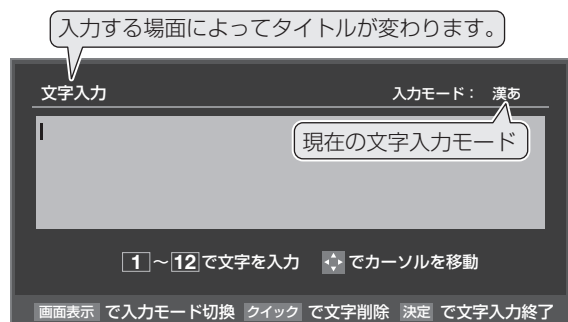 入力する場面によってタイトルが変わります。
文字入力
入力モード： 漢あ
現在の文字入力モード
1～12で文字を入力 でカーソルを移動
画面表示 で入力モード切換 クイック で文字削除 決定 で文字入力終了